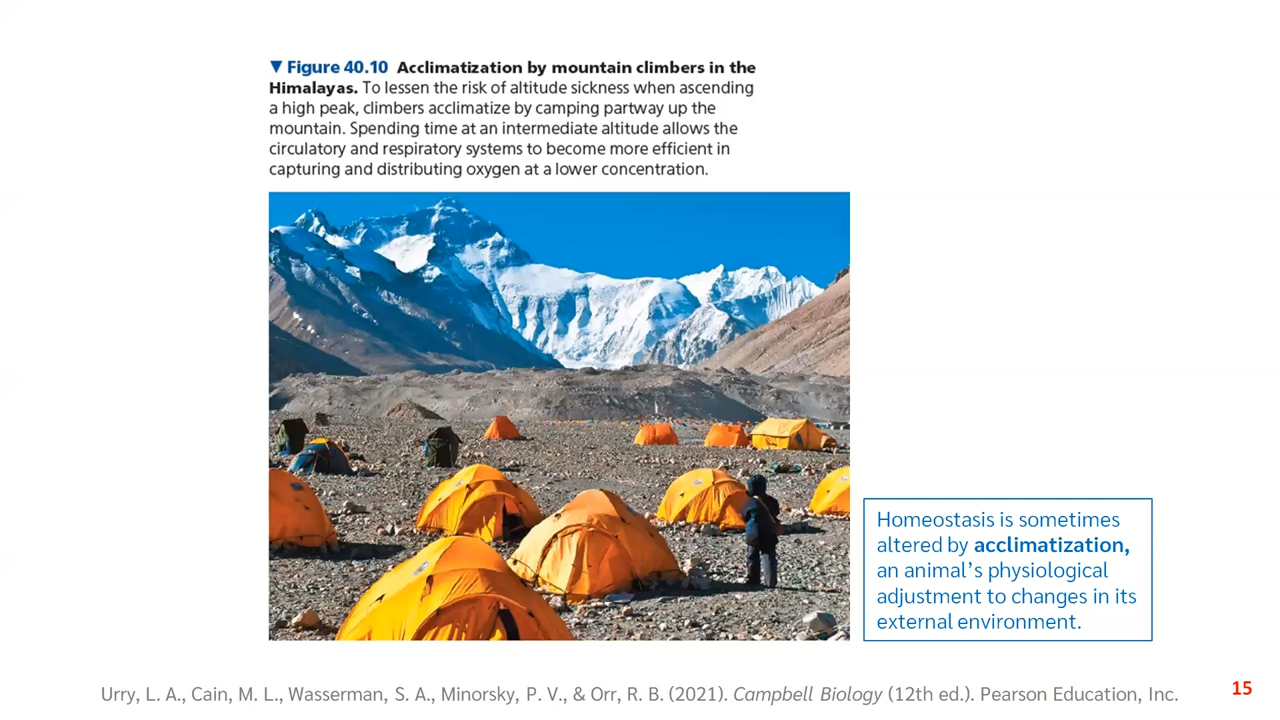 ▼ Figure 40.10 Acclimatization by mountain climbers in the
Himalayas. To lessen the risk of altitude sickness when ascending
a high peak, climbers acclimatize by camping partway up the
mountain. Spending time at an intermediate altitude allows the
circulatory and respiratory systems to become more efficient in
capturing and distributing oxygen at a lower concentration.
Homeostasis is sometimes
altered by acclimatization,
an animal's physiological
adjustment to changes in its
external environment.
Urry, L. A., Cain, M. L., Wasserman, S. A., Minorsky, P. V., & Orr, R. B. (2021). Campbell Biology (12th ed.). Pearson Education, Inc.
15